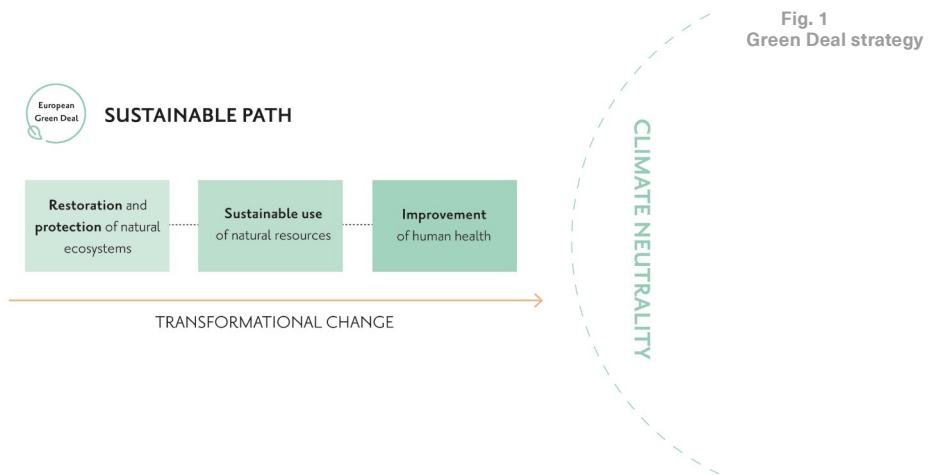 Fig. 1
Green Deal strategy
European
Green Deal
SUSTAINABLE PATH
Restoration and
protection of natural
ecosystems
Sustainable use
of natural resources
Improvement
of human health
TRANSFORMATIONAL CHANGE
CLIMATE NEUTRALITY